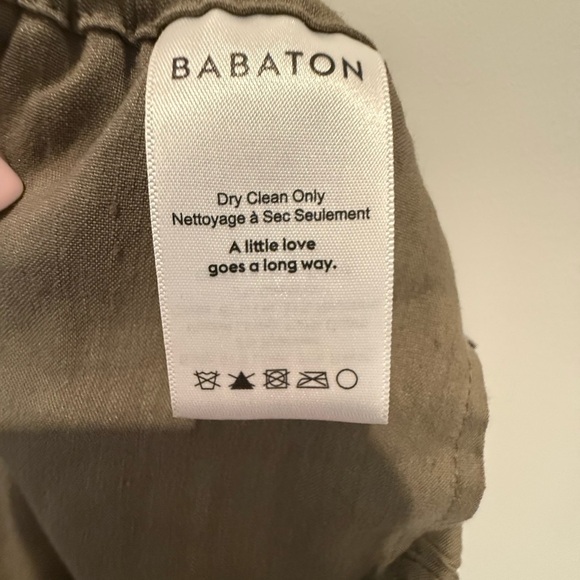 BABATON
Dry Clean Only
Nettoyage à Sec Seulement
A little love
goes a long way.